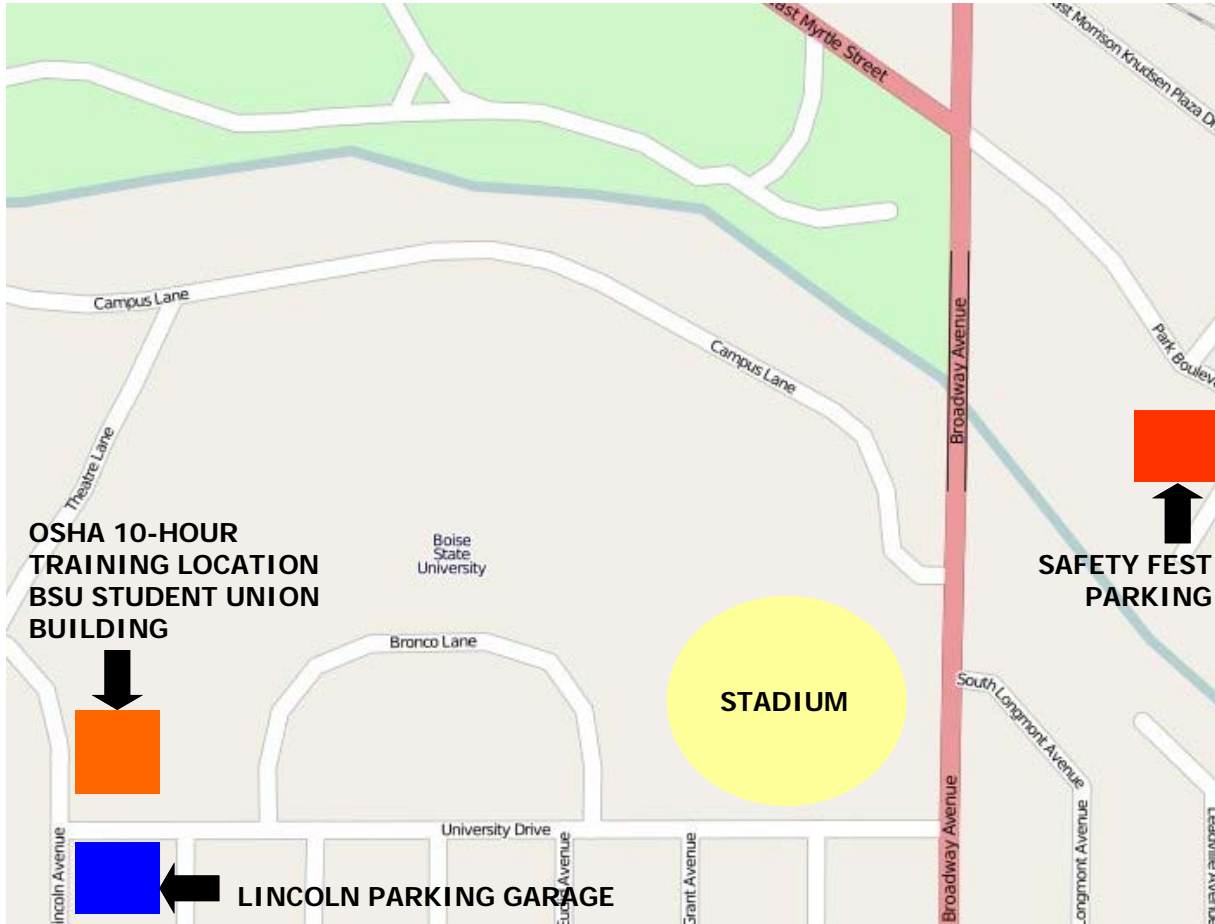 East Myrtle Street
East Morrison Knudsen Plaza
Campus Lane
Campus Lane
Broadway Avenue
Park
Theatre Lane
OSHA 10-HOUR
TRAINING LOCATION
BSU STUDENT UNION
BUILDING
Boise
State
University
SAFETY FEST
PARKING
Bronco Lane
STADIUM
South Longmont Avenue
University Drive
Lincoln Avenue
LINCOLN PARKING GARAGE
Avenue
Grant Avenue
Broadway Avenue
Longmont Avenue